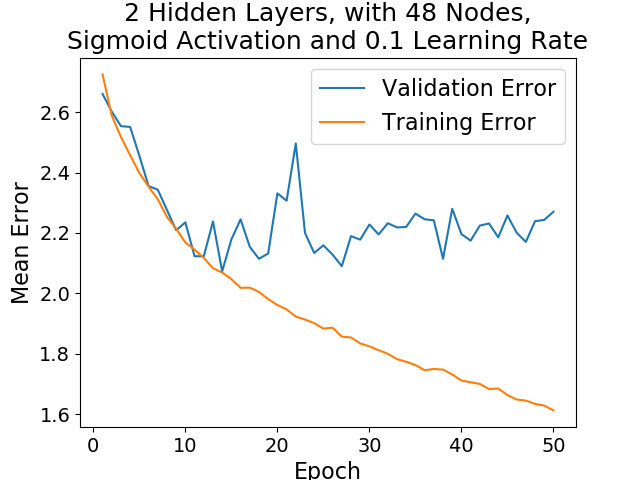 2 Hidden Layers, with 48 Nodes,
Sigmoid Activation and 0.1 Learning Rate
Validation Error
Training Error
Mean Error
2.6
2.4
2.2
2.0
1.8
1.6
0 10 20 30 40 50
Epoch